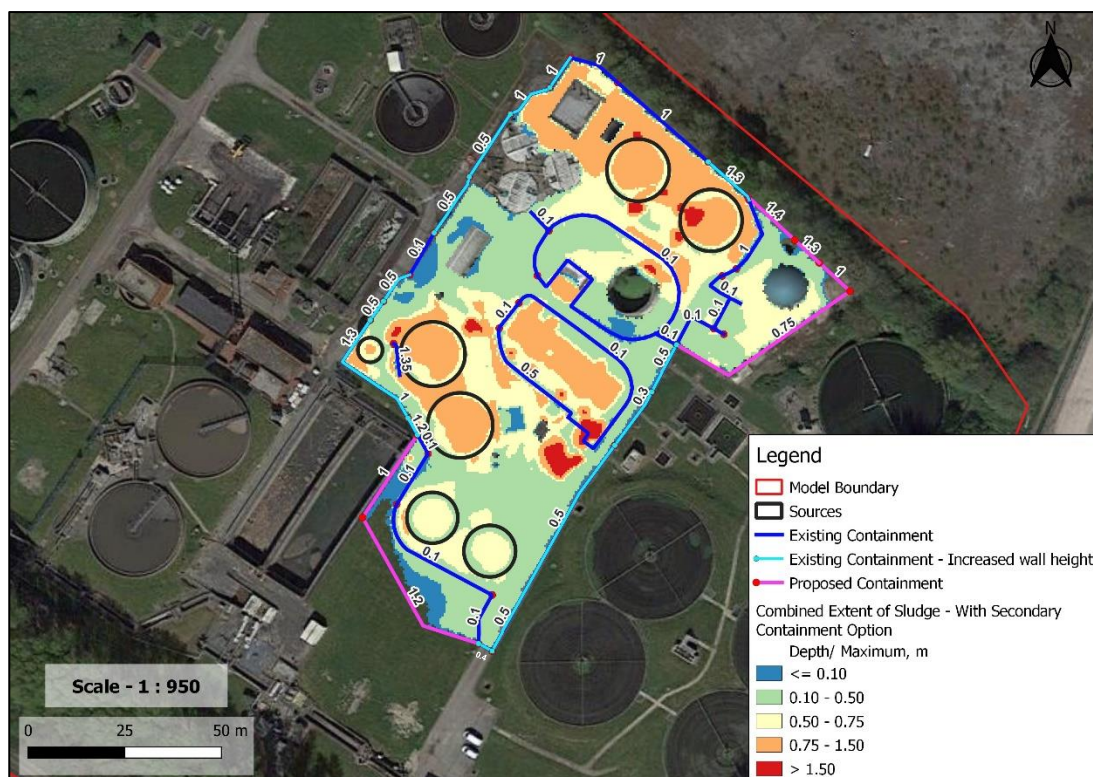 N
1
1
1
1
0.5
1.3
0.5
1.4
1.3
1
0.1
0.1
1
0.1
0.1
0.1
0.1
0.75
0.5
0.5
1.3
1.35
0.1
0.1
0.1
0.5
0.5
0.3
1
1.2
0.1
0.1
1
0.5
0.1
1.2
0.1
0.5
0.4
Scale - 1 : 950
0 25 50 m
Legend
Model Boundary
Sources
Existing Containment
Existing Containment - Increased wall height
Proposed Containment
Combined Extent of Sludge - With Secondary
Containment Option
Depth/ Maximum, m
<= 0.10
0.10 - 0.50
0.50 - 0.75
0.75 - 1.50
> 1.50